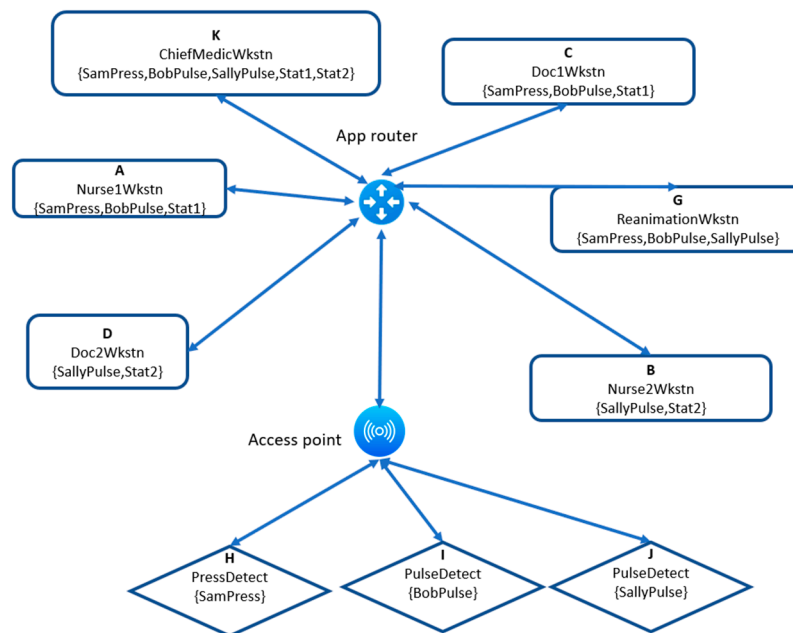 K
ChiefMedicWkstn
{SamPress,BobPulse,SallyPulse,Stat1,Stat2}
C
Doc1Wkstn
{SamPress,BobPulse,Stat1}
App router
A
Nurse1Wkstn
{SamPress,BobPulse,Stat1}
G
ReanimationWkstn
{SamPress,BobPulse,SallyPulse}
D
Doc2Wkstn
{SallyPulse,Stat2}
B
Nurse2Wkstn
{SallyPulse,Stat2}
Access point
H
PressDetect
{SamPress}
I
PulseDetect
{BobPulse}
J
PulseDetect
{SallyPulse}